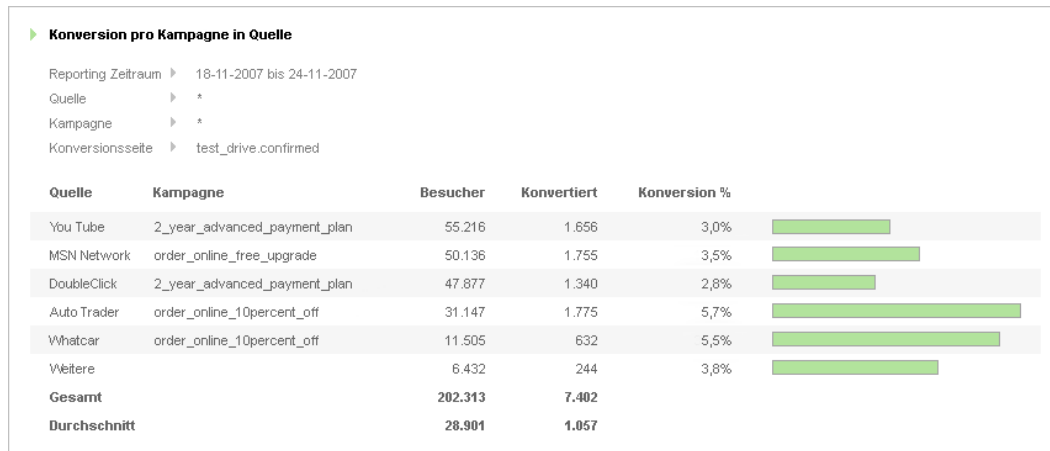 Konversion pro Kampagne in Quelle
Reporting Zeitraum 18-11-2007 bis 24-11-2007
Quelle *
Kampagne *
Konversionsseite test_drive.confirmed
Quelle Kampagne Besucher Konvertiert Konversion %
You Tube 2_year_advanced_payment_plan 55.216 1.656 3,0%
MSN Network order_online_free_upgrade 50.136 1.755 3,5%
DoubleClick 2_year_advanced_payment_plan 47.877 1.340 2,8%
Auto Trader order_online_10percent_off 31.147 1.775 5,7%
Whatcar order_online_10percent_off 11.505 632 5,5%
Weitere 6.432 244 3,8%
Gesamt 202.313 7.402
Durchschnitt 28.901 1.057